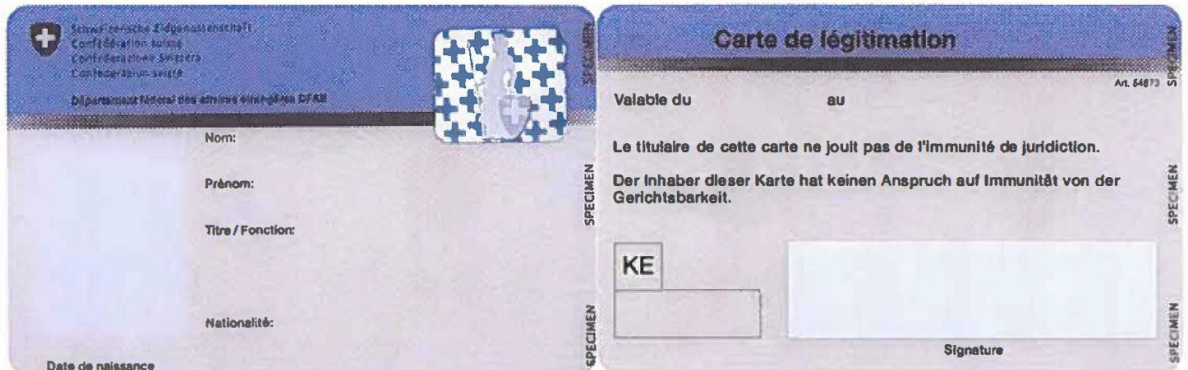 Schweizerische Eidgenossenschaft
Confédération suisse
Confederazione Svizzera
Confederaziun svizra
Département fédéral des affaires étrangères DFAE
Nom:
Prénom:
Titre / Fonction:
Nationalité:
Date de naissance
SPECIMEN
SPECIMEN
SPECIMEN
Carte de légitimation
Art. 54873
Valable du au
Le titulaire de cette carte ne jouit pas de l'immunité de juridiction.
Der Inhaber dieser Karte hat keinen Anspruch auf Immunität von der
Gerichtsbarkeit.
KE
Signature
SPECIMEN
SPECIMEN
SPECIMEN